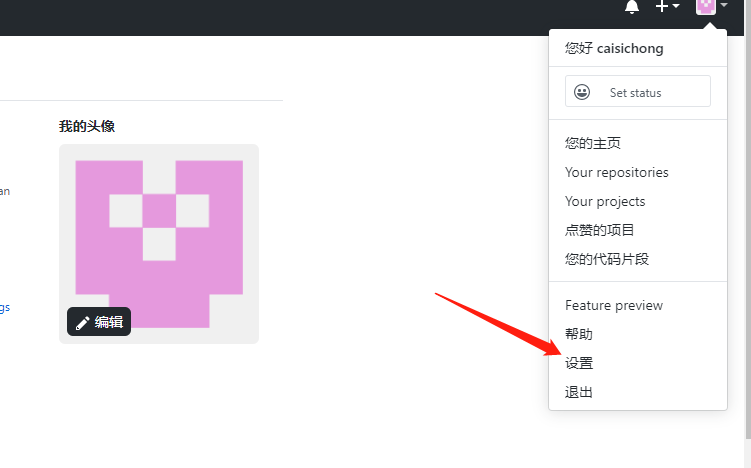 您好 caisichong
Set status
我的头像
an
您的主页
Your repositories
Your projects
点赞的项目
您的代码片段
gs
编辑
Feature preview
帮助
设置
退出